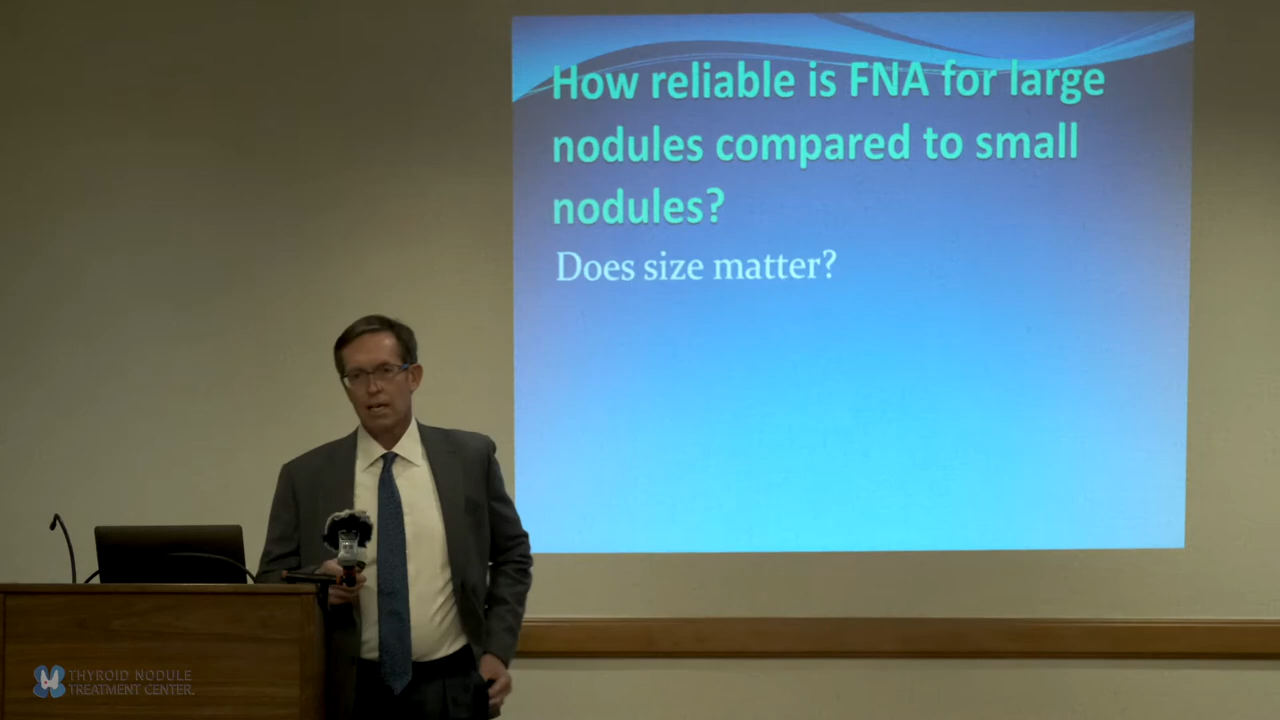 How reliable is FNA for large
nodules compared to small
nodules?
Does size matter?
THYROID NODULE
TREATMENT CENTER.